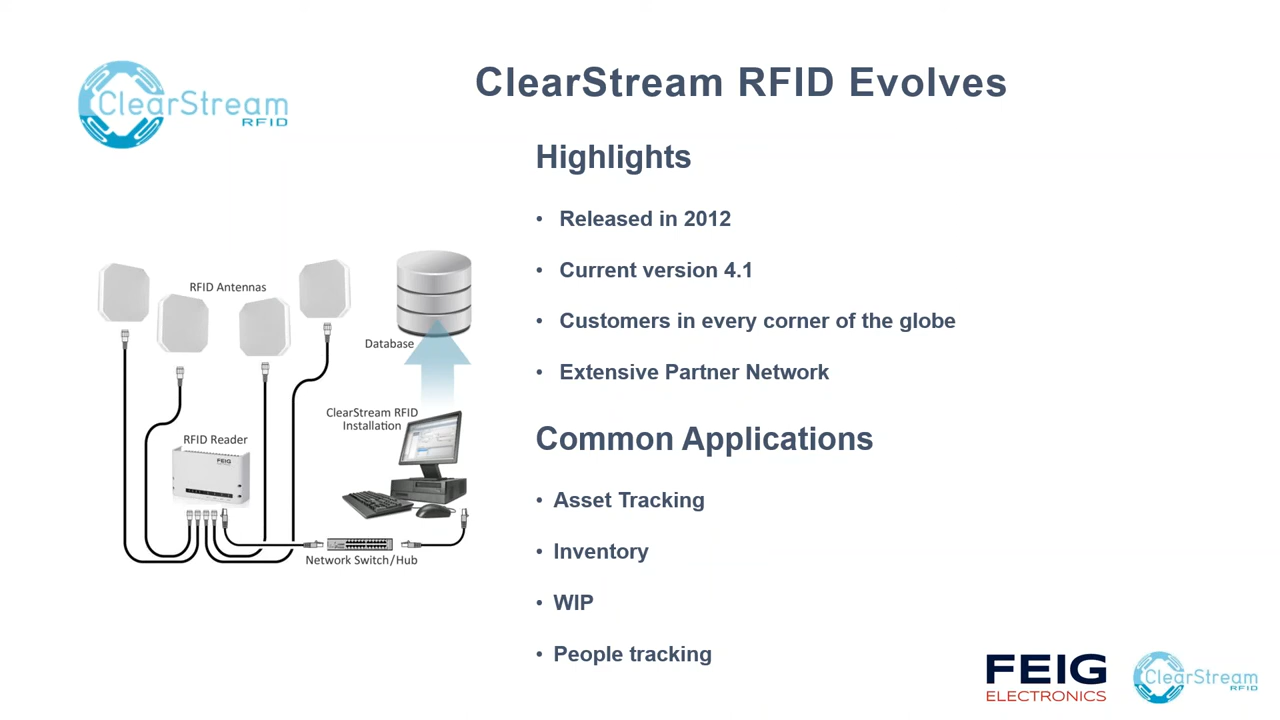 ClearStream RFID Evolves
ClearStream
RFID
Highlights
• Released in 2012
• Current version 4.1
• Customers in every corner of the globe
• Extensive Partner Network
Common Applications
• Asset Tracking
• Inventory
• WIP
• People tracking
RFID Antennas
Database
ClearStream RFID
Installation
RFID Reader
FEIG
Network Switch/Hub
FEIG
ELECTRONICS
ClearStream
RFID